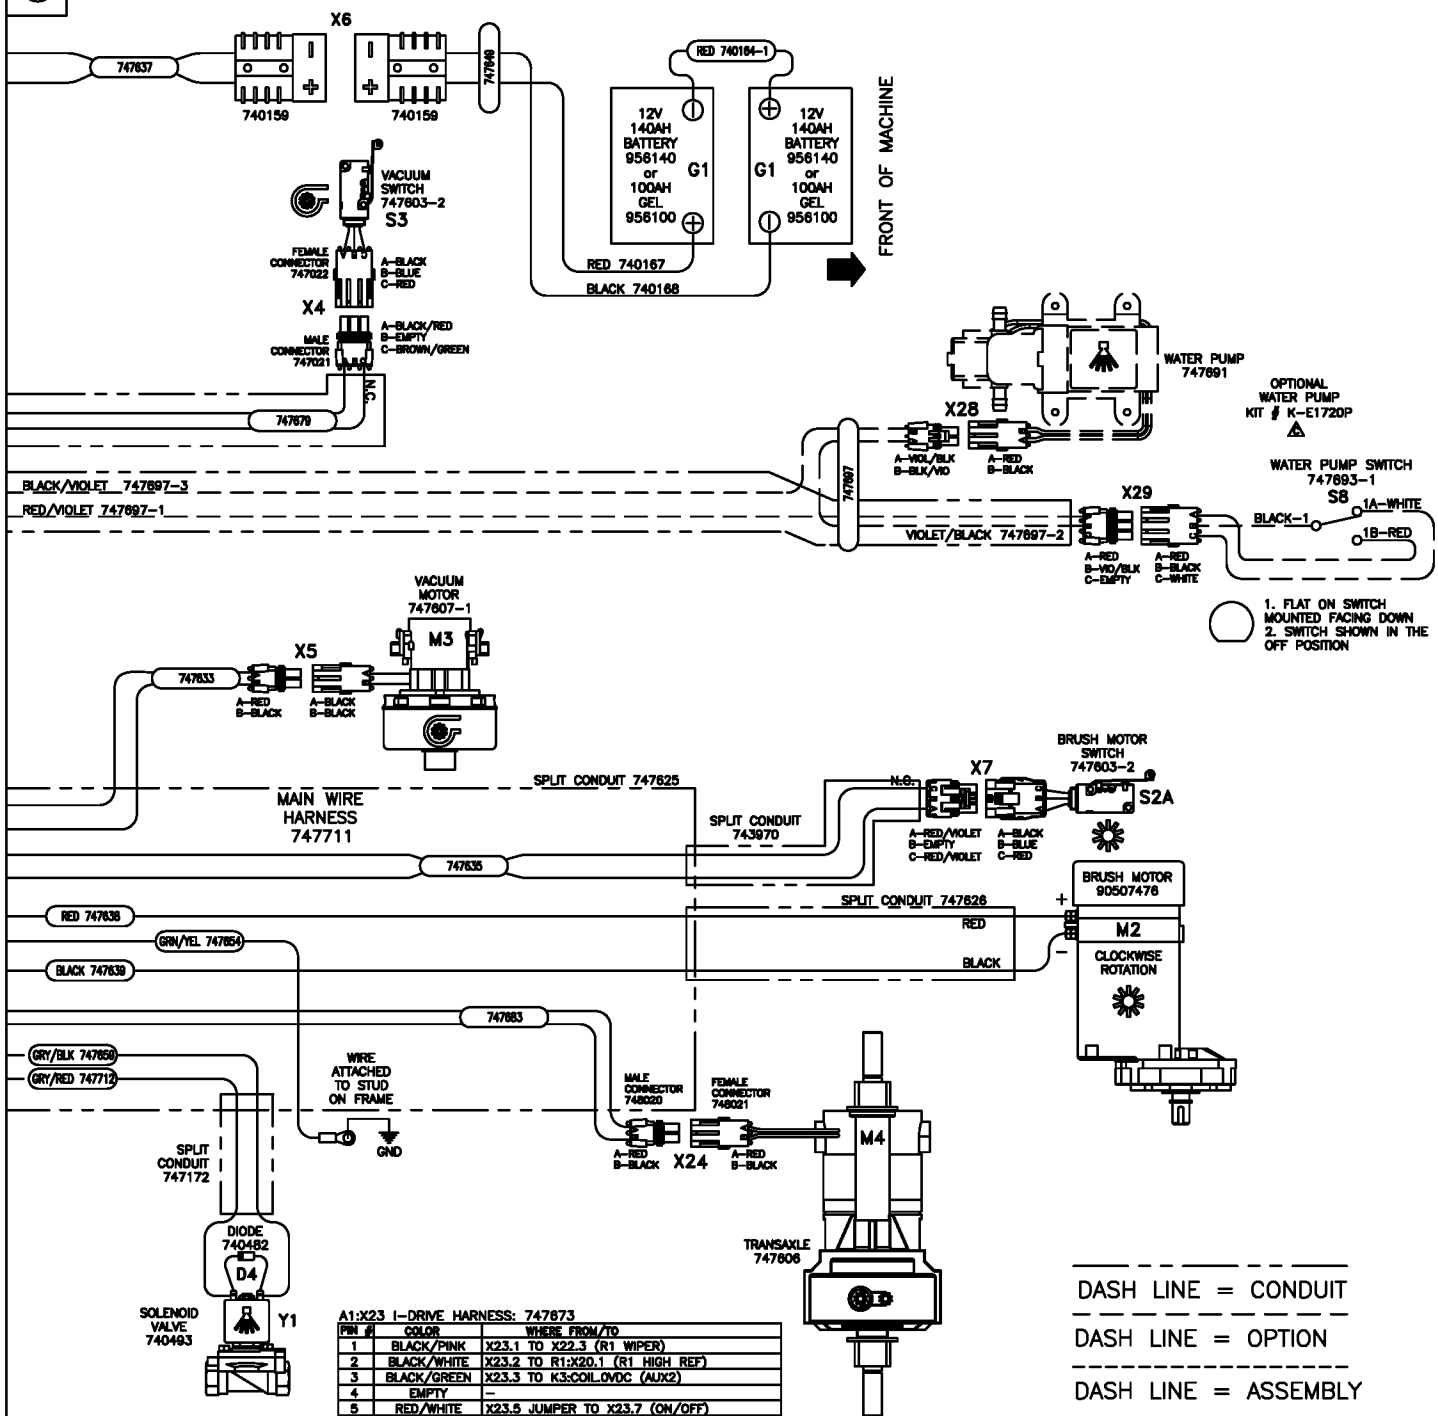 X6
747637
740159
740159
747649
RED 740164-1
12V
140AH
BATTERY
956140
or
100AH
GEL
956100
G1
G1
12V
140AH
BATTERY
956140
or
100AH
GEL
956100
FRONT OF MACHINE
RED 740167
BLACK 740168
VACUUM
SWITCH
747603-2
S3
FEMALE
CONNECTOR
747022
A-BLACK
B-BLUE
C-RED
X4
MALE
CONNECTOR
747021
A-BLACK/RED
B-EMPTY
C-BROWN/GREEN
N.C.
747679
WATER PUMP
747691
OPTIONAL
WATER PUMP
KIT # K-E1720P
X28
A-VIOL/BLK
B-BLK/VIO
A-RED
B-BLACK
747697
BLACK/VIOLET 747697-3
RED/VIOLET 747697-1
VIOLET/BLACK 747697-2
WATER PUMP SWITCH
747693-1
S8
X29
BLACK-1
1A-WHITE
1B-RED
A-RED
B-VIO/BLK
C-EMPTY
A-RED
B-BLACK
C-WHITE
1. FLAT ON SWITCH
MOUNTED FACING DOWN
2. SWITCH SHOWN IN THE
OFF POSITION
VACUUM
MOTOR
747607-1
M3
X5
747633
A-RED
B-BLACK
A-BLACK
B-BLACK
SPLIT CONDUIT 747625
MAIN WIRE
HARNESS
747711
BRUSH MOTOR
SWITCH
747603-2
S2A
X7
N.O.
SPLIT CONDUIT
743970
A-RED/VIOLET
B-EMPTY
C-RED/VIOLET
A-BLACK
B-BLUE
C-RED
747635
BRUSH MOTOR
90507476
M2
+
-
CLOCKWISE
ROTATION
SPLIT CONDUIT 747626
RED
BLACK
RED 747638
GRN/YEL 747654
BLACK 747639
747683
GRY/BLK 747659
GRY/RED 747712
WIRE
ATTACHED
TO STUD
ON FRAME
GND
MALE
CONNECTOR
748020
FEMALE
CONNECTOR
748021
A-RED
B-BLACK
X24
A-RED
B-BLACK
M4
TRANSAXLE
747606
SPLIT
CONDUIT
747172
DIODE
740482
D4
SOLENOID
VALVE
740493
Y1
A1:X23 I-DRIVE HARNESS: 747673
PIN # COLOR WHERE FROM/TO
1 BLACK/PINK X23.1 TO X22.3 (R1 WIPER)
2 BLACK/WHITE X23.2 TO R1:X20.1 (R1 HIGH REF)
3 BLACK/GREEN X23.3 TO K3:COIL.0VDC (AUX2)
4 EMPTY -
5 RED/WHITE X23.5 JUMPER TO X23.7 (ON/OFF)
DASH LINE = CONDUIT
DASH LINE = OPTION
DASH LINE = ASSEMBLY